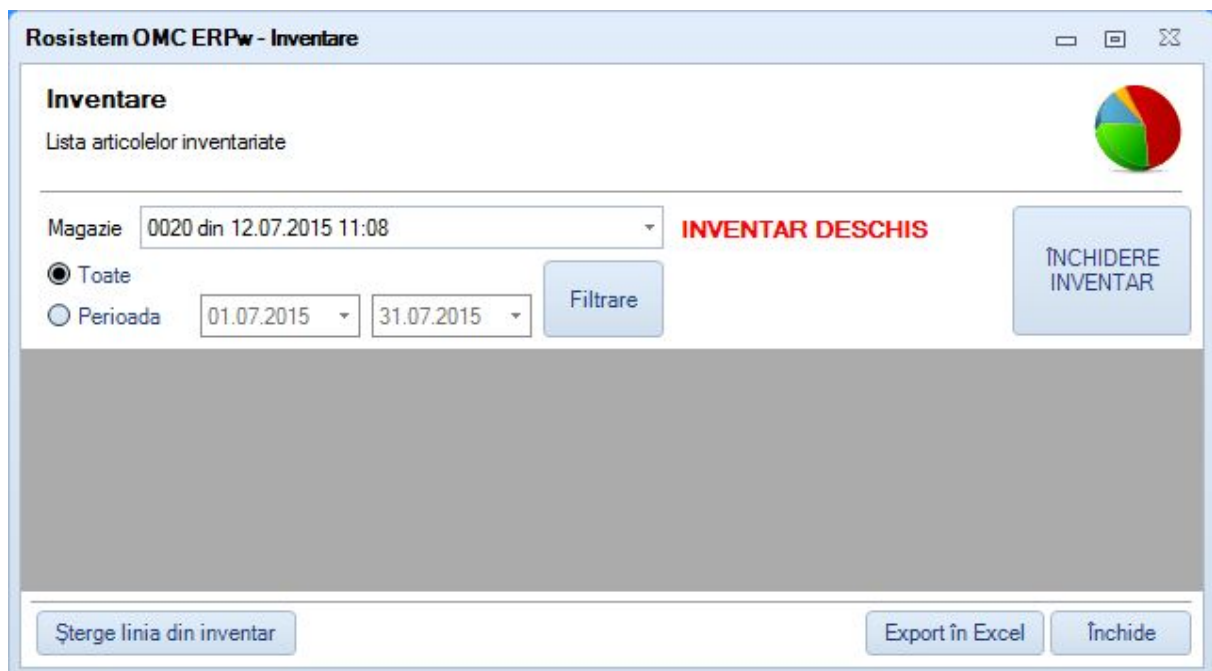 Rosistem OMC ERPw - Inventare
Inventare
Lista articolelor inventariate
Magazie 0020 din 12.07.2015 11:08 INVENTAR DESCHIS
ÎNCHIDERE
INVENTAR
Toate
Perioada 01.07.2015 31.07.2015 Filtrare
Şterge linia din inventar Export în Excel Închide